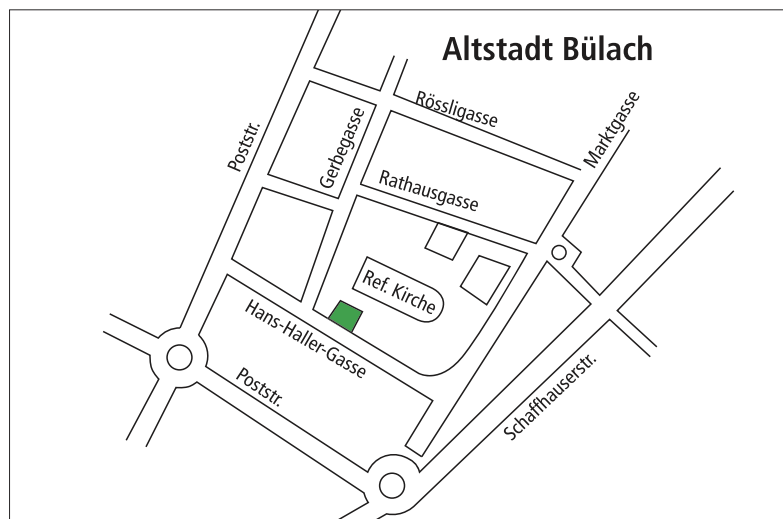 Altstadt Bülach
Rössligasse
Marktgasse
Poststr.
Gerbegasse
Rathausgasse
Ref. Kirche
Hans-Haller-Gasse
Poststr.
Schaffhauserstr.